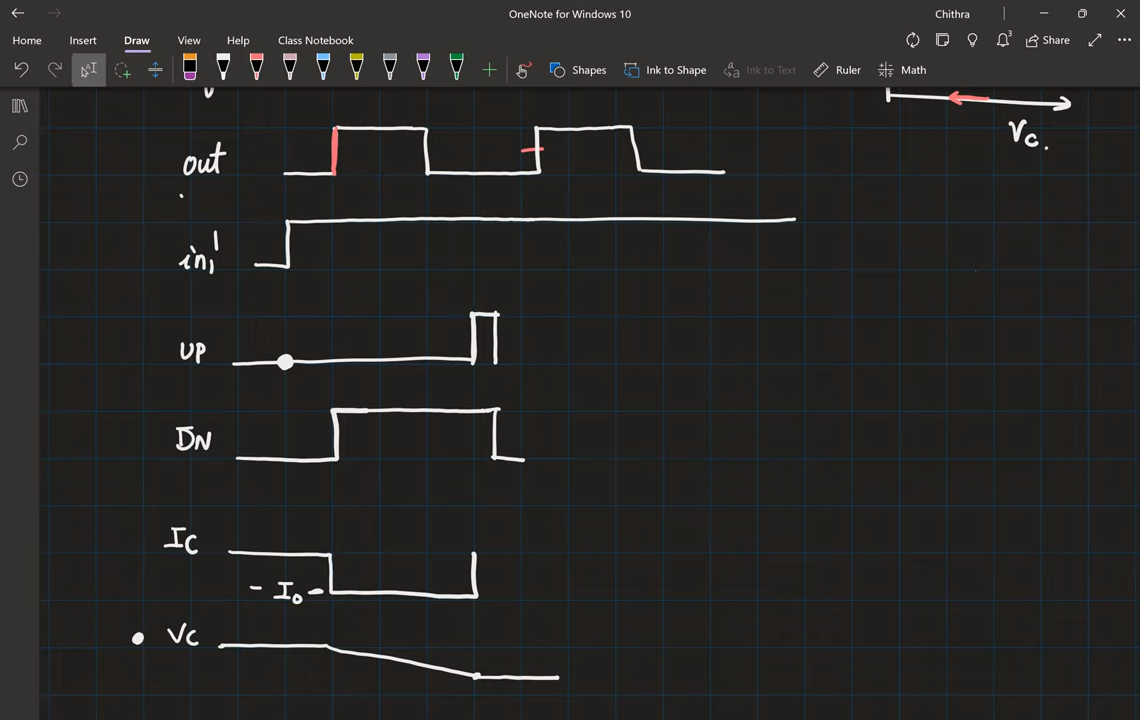 OneNote for Windows 10
Chithra
Home Insert Draw View Help Class Notebook
Share
Shapes Ink to Shape Ink to Text Ruler Math
Vc.
out
in,'
UP
DN
Ic
- I₀ -
Vc